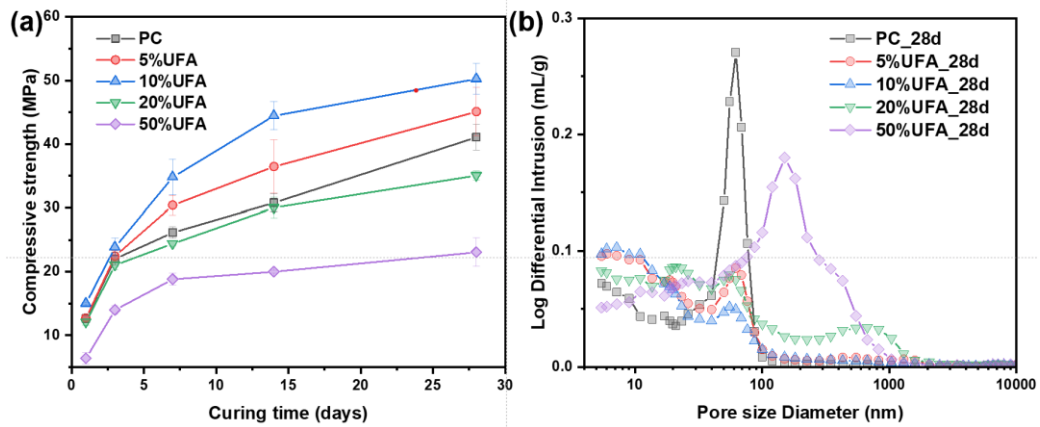 (a)
Compressive strength (MPa)
60
50
40
30
20
10
PC
5%UFA
10%UFA
20%UFA
50%UFA
0 5 10 15 20 25 30
Curing time (days)
(b)
Log Differential Intrusion (mL/g)
0.3
0.2
0.1
0.0
PC_28d
5%UFA_28d
10%UFA_28d
20%UFA_28d
50%UFA_28d
10 100 1000 10000
Pore size Diameter (nm)